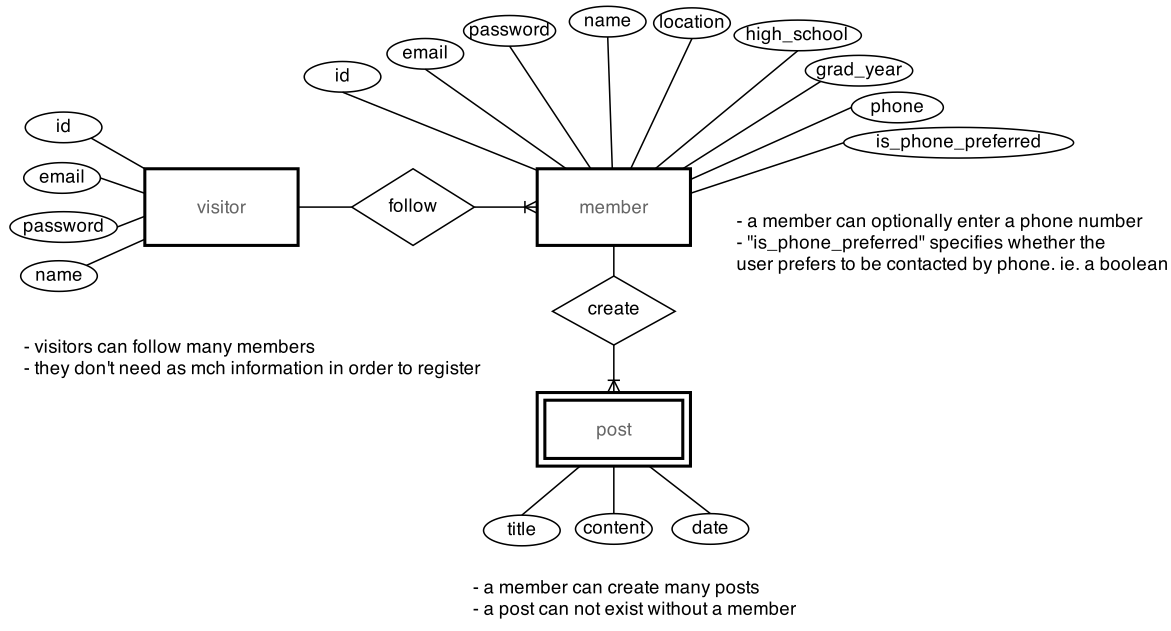 password
name
location
high_school
email
grad_year
id
phone
is_phone_preferred
id
email
password
name
visitor
follow
member
- a member can optionally enter a phone number
- "is_phone_preferred" specifies whether the
user prefers to be contacted by phone. ie. a boolean
create
- visitors can follow many members
- they don't need as mch information in order to register
post
title
content
date
- a member can create many posts
- a post can not exist without a member